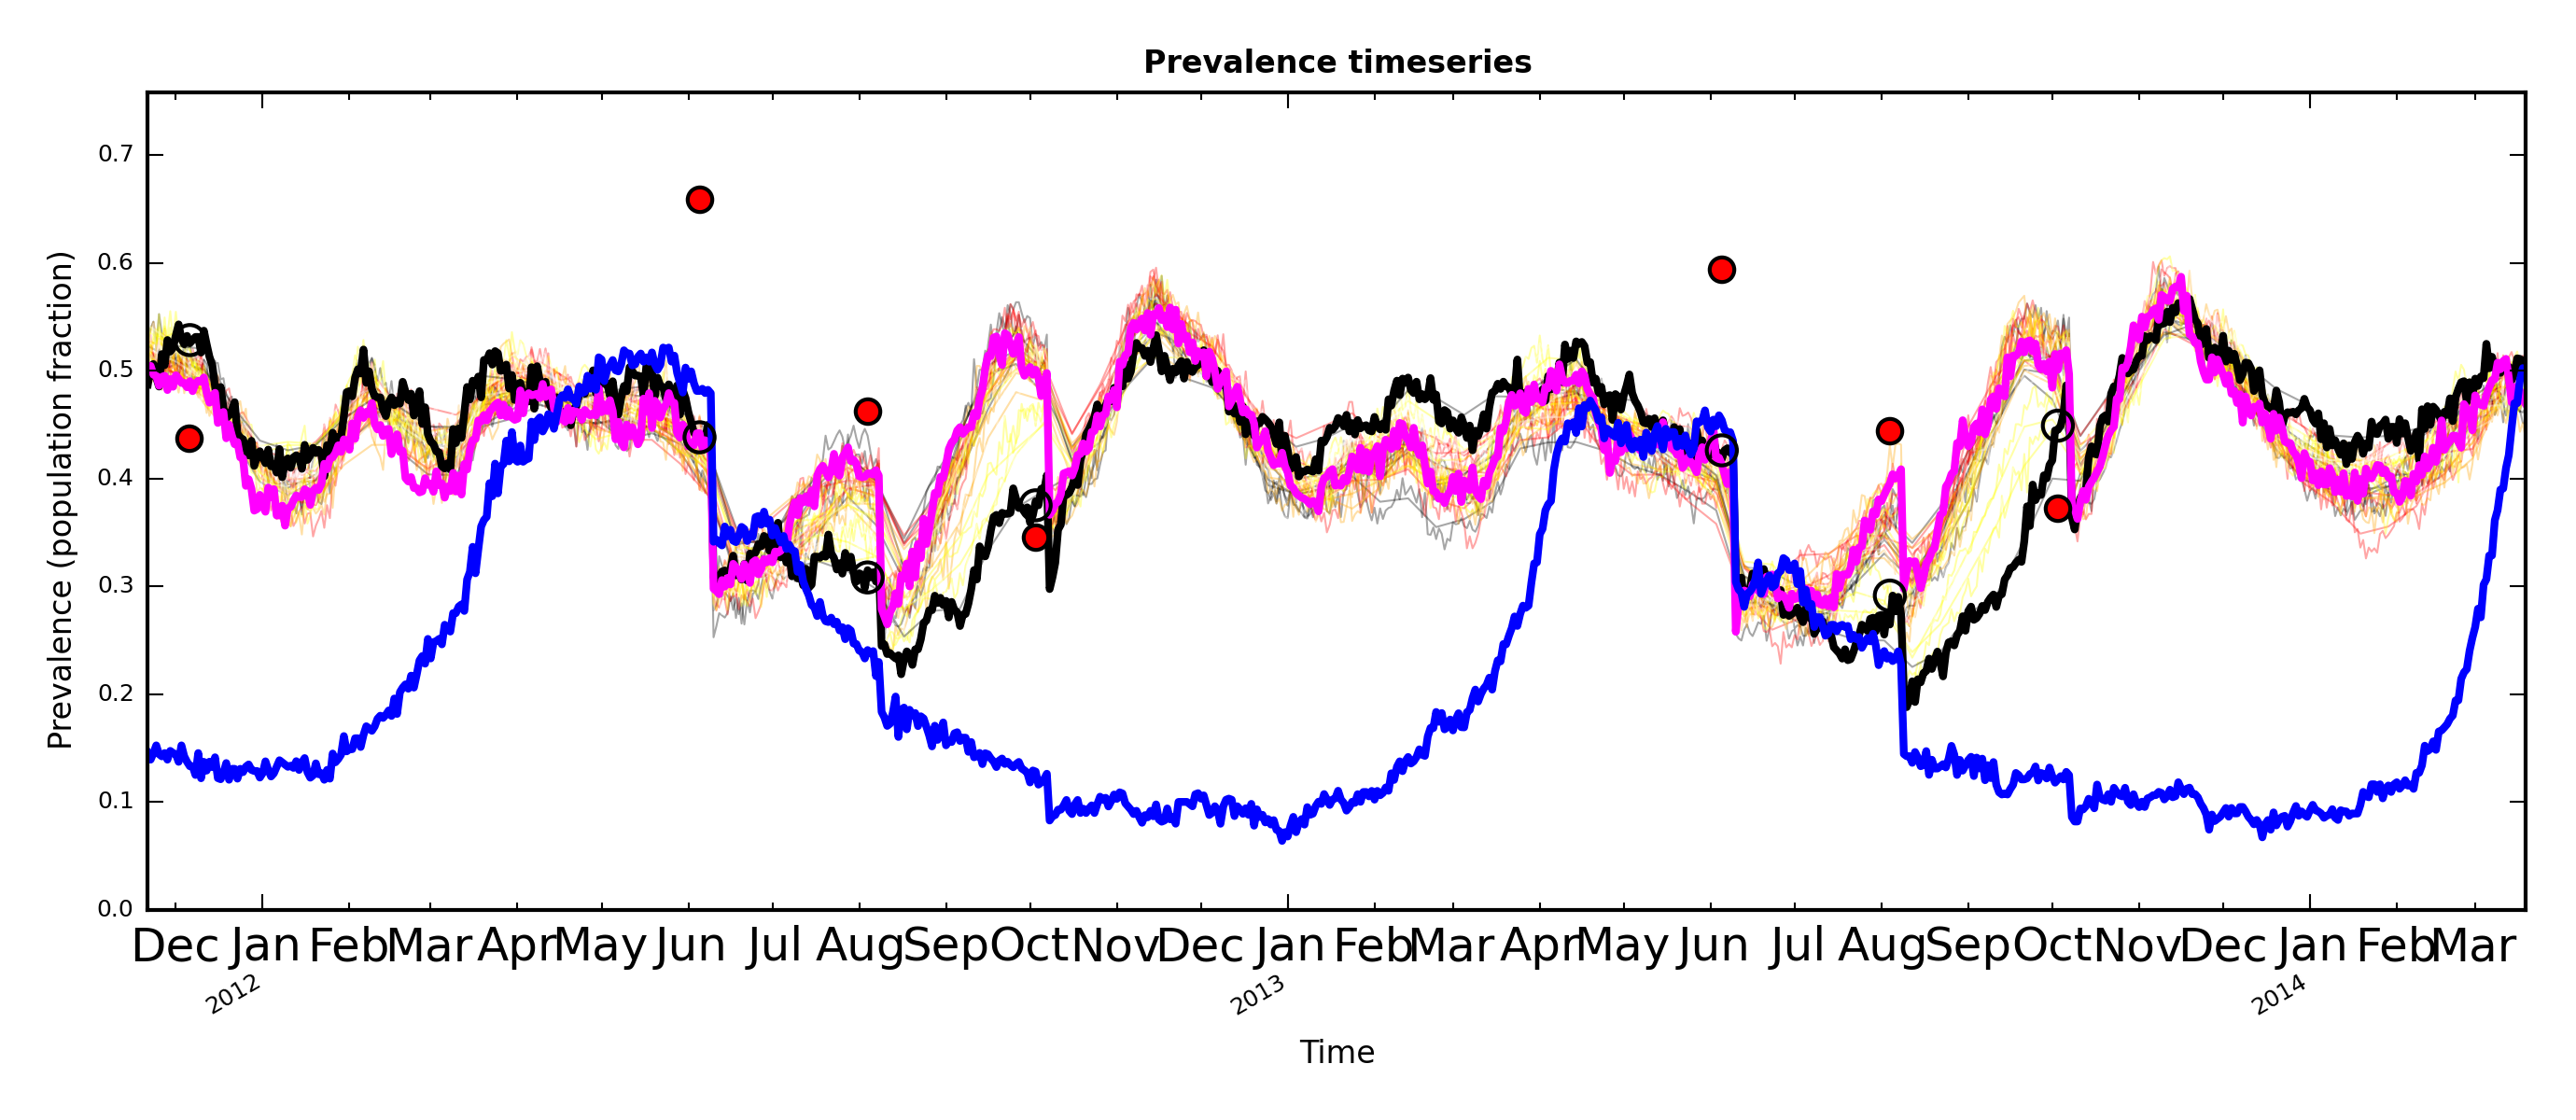 Prevalence timeseries
Prevalence (population fraction)
0.7
0.6
0.5
0.4
0.3
0.2
0.1
0.0
Dec Jan Feb Mar Apr May Jun Jul Aug Sep Oct Nov Dec Jan Feb Mar Apr May Jun Jul Aug Sep Oct Nov Dec Jan Feb Mar
2012 2013 2014
Time